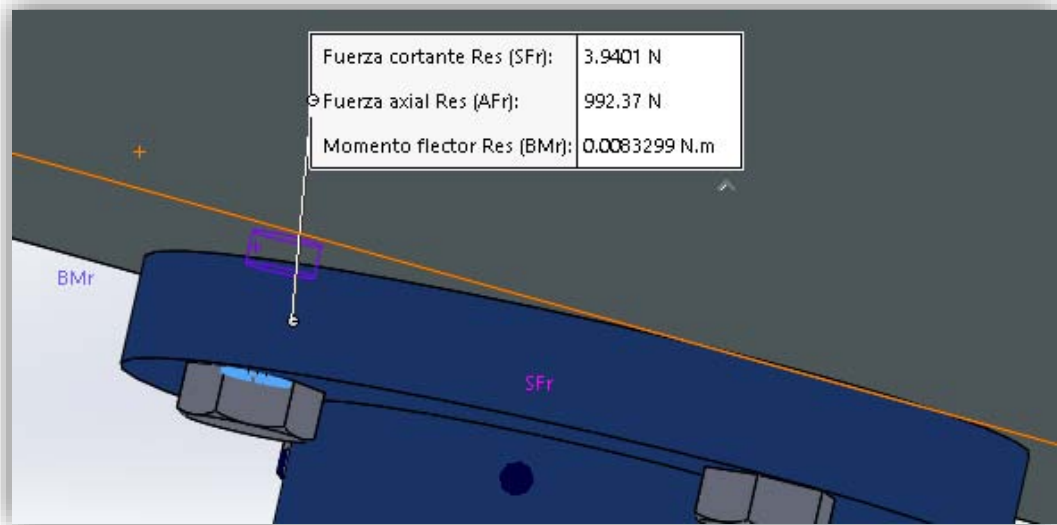 Fuerza cortante Res (SFr): 3.9401 N
Fuerza axial Res (AFr): 992.37 N
Momento flector Res (BMr): 0.0083299 N.m
BMr
SFr